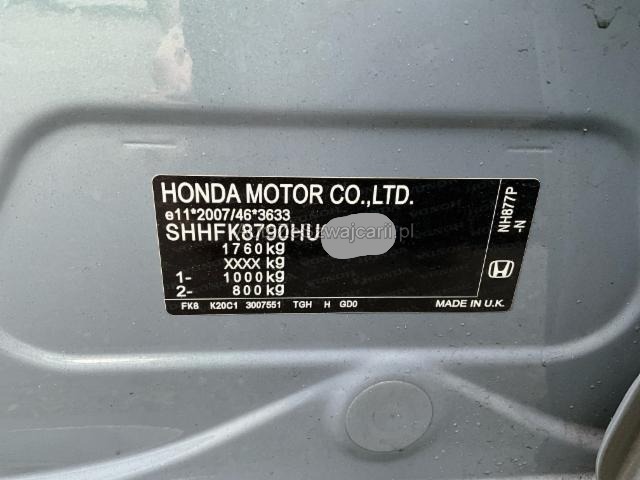 HONDA MOTOR CO.,LTD.
e11*2007/46*3633
SHHFK8790HU
1760kg
XXXX kg
1- 1000kg
2- 800kg
FK8 K20C1 3007551 TGH H GD0
MADE IN U.K.
NH877P
-N